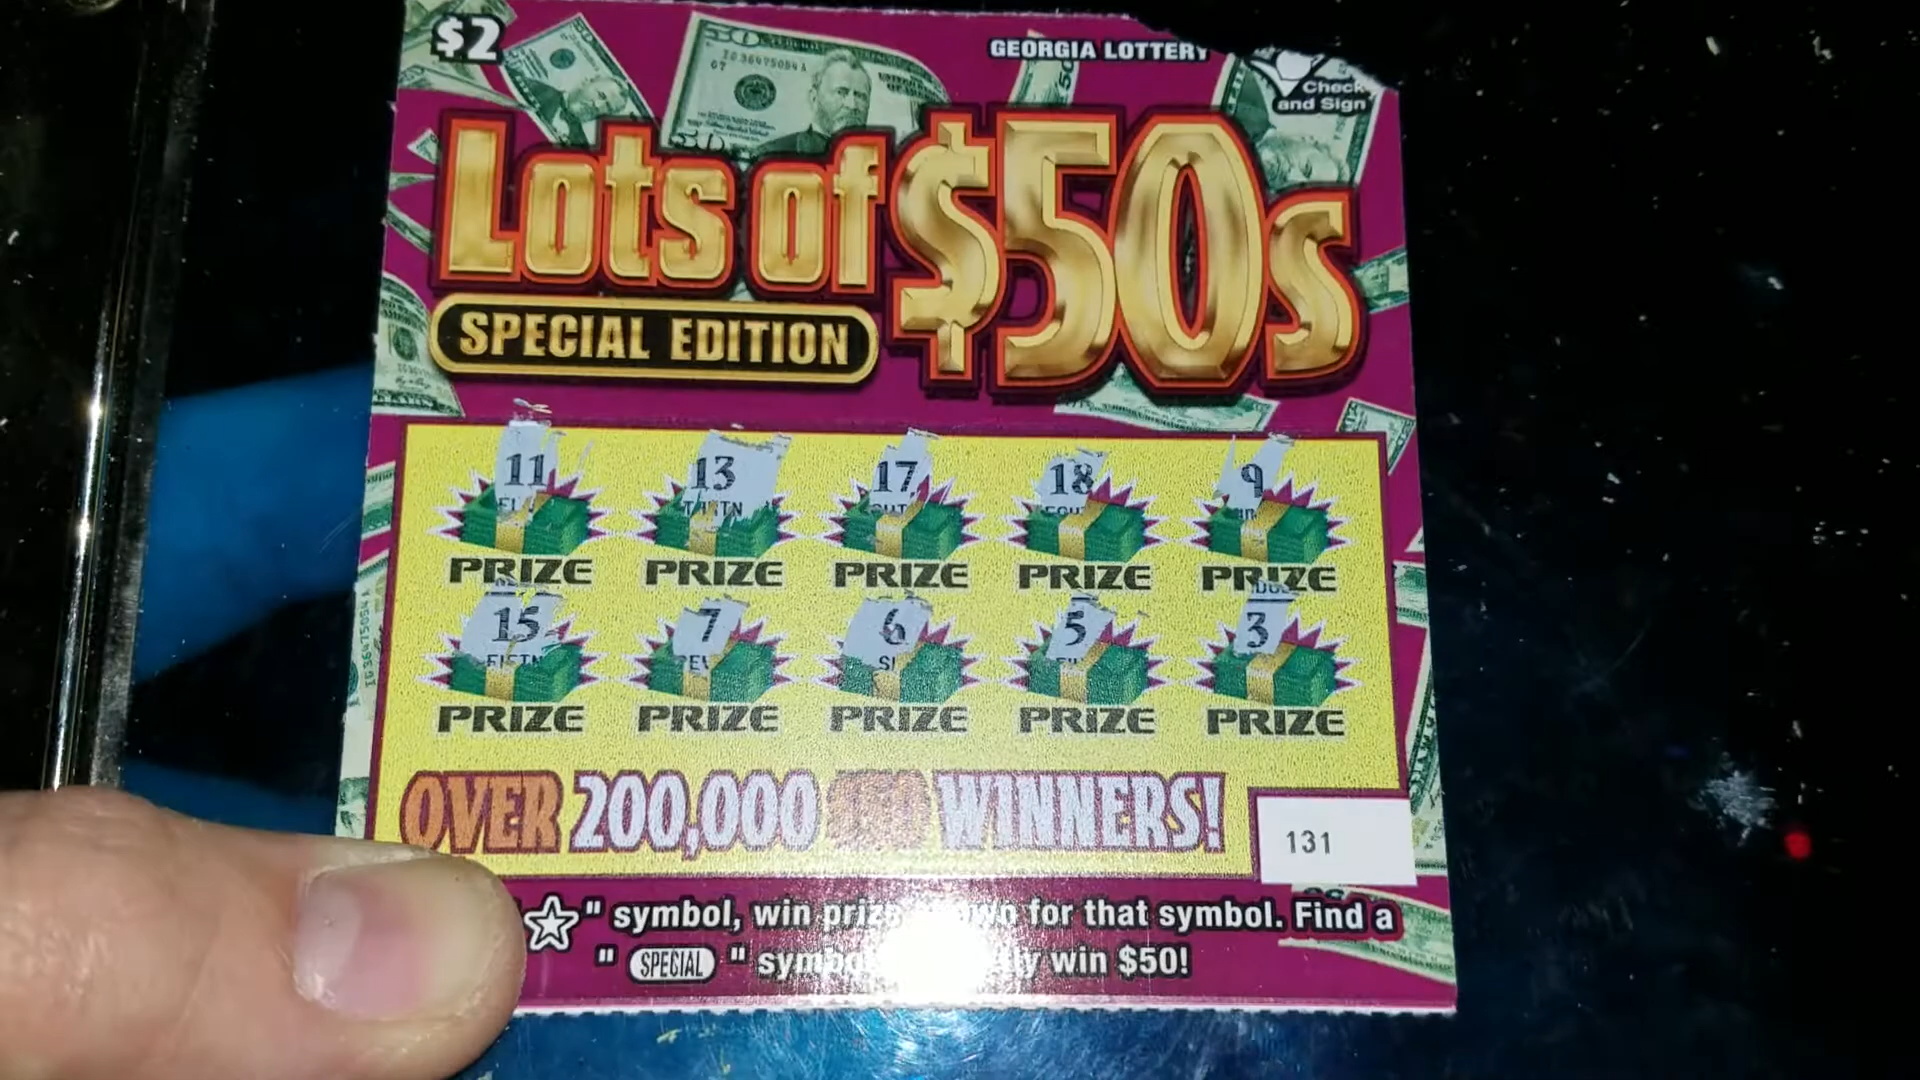 $2
GEORGIA LOTTERY
Check
and Sign
Lots of $50s
SPECIAL EDITION
11 13 17 18 9
PRIZE PRIZE PRIZE PRIZE PRIZE
15 7 6 5 3
PRIZE PRIZE PRIZE PRIZE PRIZE
OVER 200,000 WINNERS!
131
" symbol, win for that symbol. Find a
" SPECIAL " win $50!